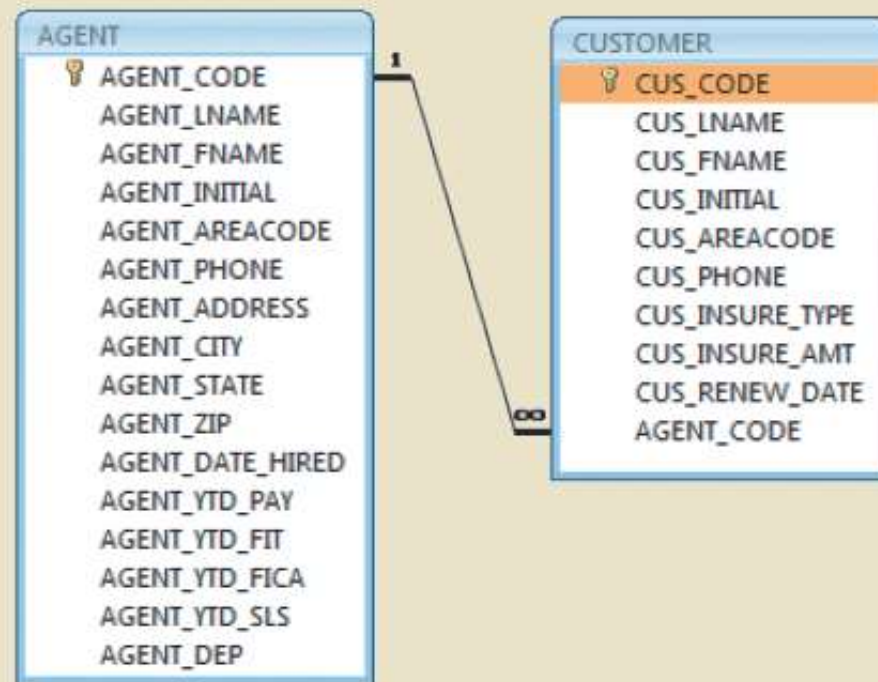 AGENT
AGENT_CODE
AGENT_LNAME
AGENT_FNAME
AGENT_INITIAL
AGENT_AREACODE
AGENT_PHONE
AGENT_ADDRESS
AGENT_CITY
AGENT_STATE
AGENT_ZIP
AGENT_DATE_HIRED
AGENT_YTD_PAY
AGENT_YTD_FIT
AGENT_YTD_FICA
AGENT_YTD_SLS
AGENT_DEP
1
∞
CUSTOMER
CUS_CODE
CUS_LNAME
CUS_FNAME
CUS_INITIAL
CUS_AREACODE
CUS_PHONE
CUS_INSURE_TYPE
CUS_INSURE_AMT
CUS_RENEW_DATE
AGENT_CODE